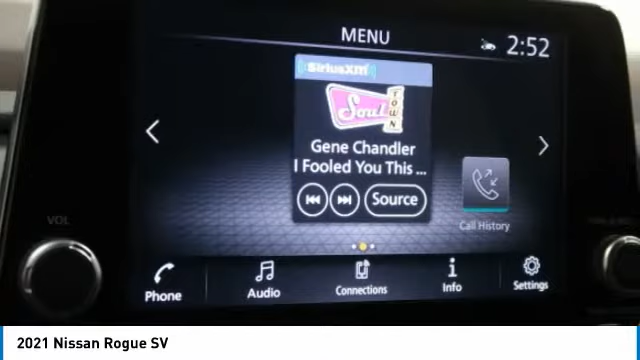 MENU
2:52
SiriusXM
Soul
TOWN
Gene Chandler
I Fooled You This ...
Source
Call History
VOL
Phone
Audio
Connections
Info
Settings
2021 Nissan Rogue SV